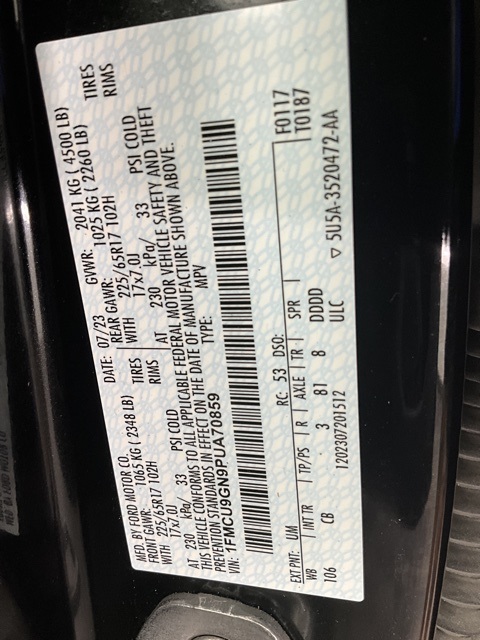 MFD. BY FORD MOTOR CO.
DATE: 07/23 GVWR: 2041 KG ( 4500 LB)
FRONT GAWR: 1065 KG ( 2348 LB) REAR GAWR: 1025 KG ( 2260 LB)
WITH 225/65R17 102H TIRES WITH 225/65R17 102H TIRES
17x7.0J RIMS 17x7.0J RIMS
AT 230 kPa/ 33 PSI COLD AT 230 kPa/ 33 PSI COLD
THIS VEHICLE CONFORMS TO ALL APPLICABLE FEDERAL MOTOR VEHICLE SAFETY AND THEFT
PREVENTION STANDARDS IN EFFECT ON THE DATE OF MANUFACTURE SHOWN ABOVE.
VIN: 1FMCU9GN9PUA70859 TYPE: MPV
F0117
T0187
EXT PNT: UM RC: 53 DSO:
WB | INT TR | TP/PS | R | AXLE | TR | SPR
106 CB 3 81 8 DDDD
ULC
1202307201512 ▽ 5U5A-3520472-AA